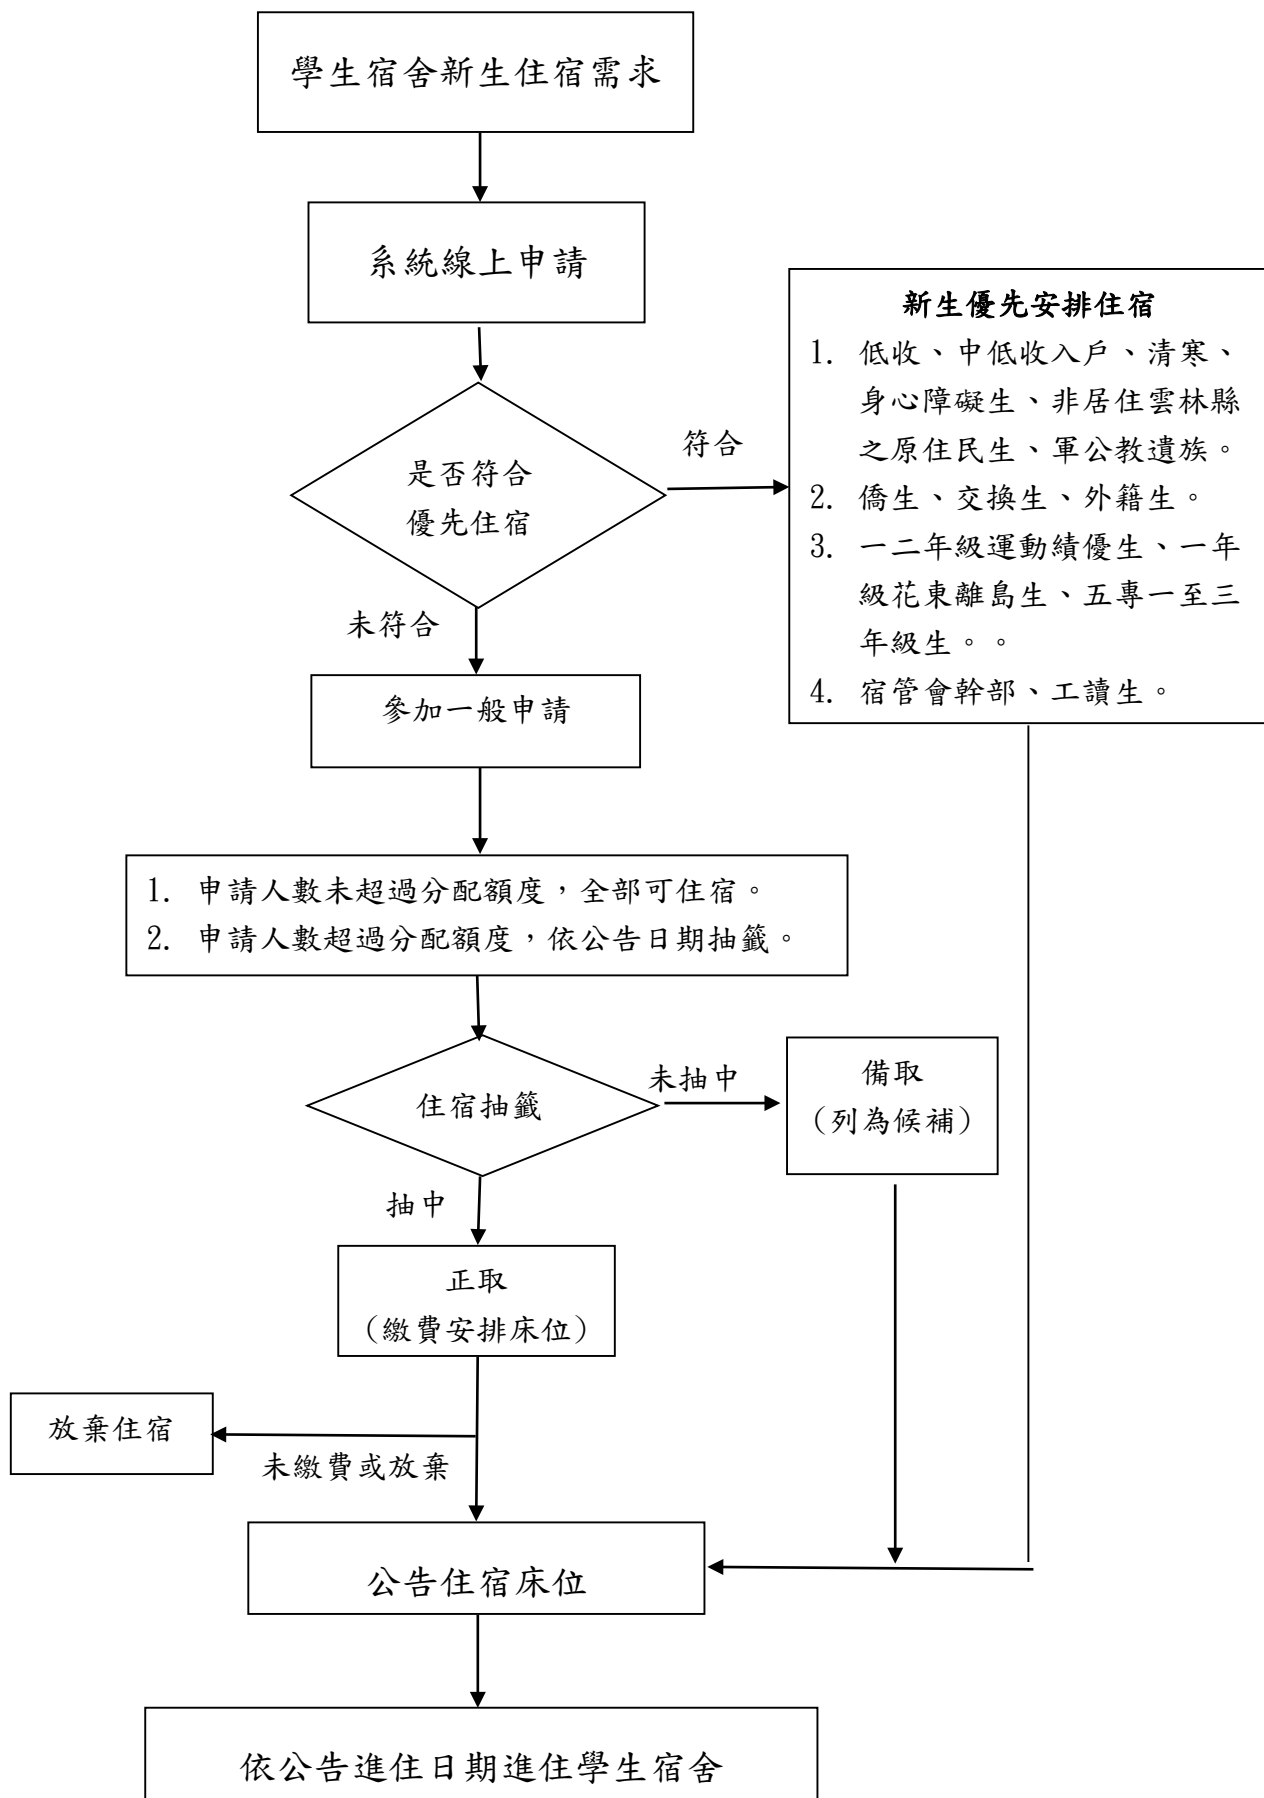 學生宿舍新生住宿需求
系統線上申請
新生優先安排住宿
1. 低收、中低收入戶、清寒、
身心障礙生、非居住雲林縣
之原住民生、軍公教遺族。
2. 僑生、交換生、外籍生。
3. 一二年級運動績優生、一年
級花東離島生、五專一至三
年級生。。
4. 宿管會幹部、工讀生。
符合
是否符合
優先住宿
未符合
參加一般申請
1. 申請人數未超過分配額度，全部可住宿。
2. 申請人數超過分配額度，依公告日期抽籤。
住宿抽籤
未抽中
備取
（列為候補）
抽中
正取
（繳費安排床位）
放棄住宿
未繳費或放棄
公告住宿床位
依公告進住日期進住學生宿舍